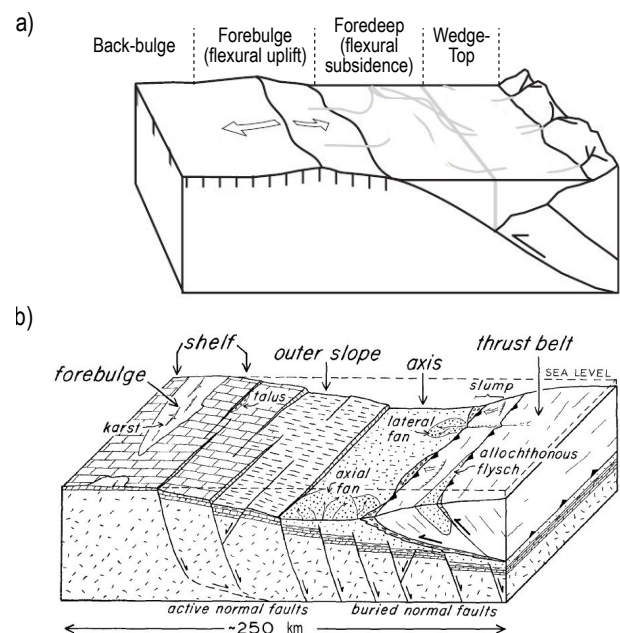 a)
Back-bulge
Forebulge
(flexural uplift)
Foredeep
(flexural
subsidence)
Wedge-
Top
b)
shelf
forebulge
outer slope
axis
thrust belt
SEA LEVEL
slump
talus
karst
lateral
fan
allochthonous
flysch
axial
fan
active normal faults
buried normal faults
~250 km